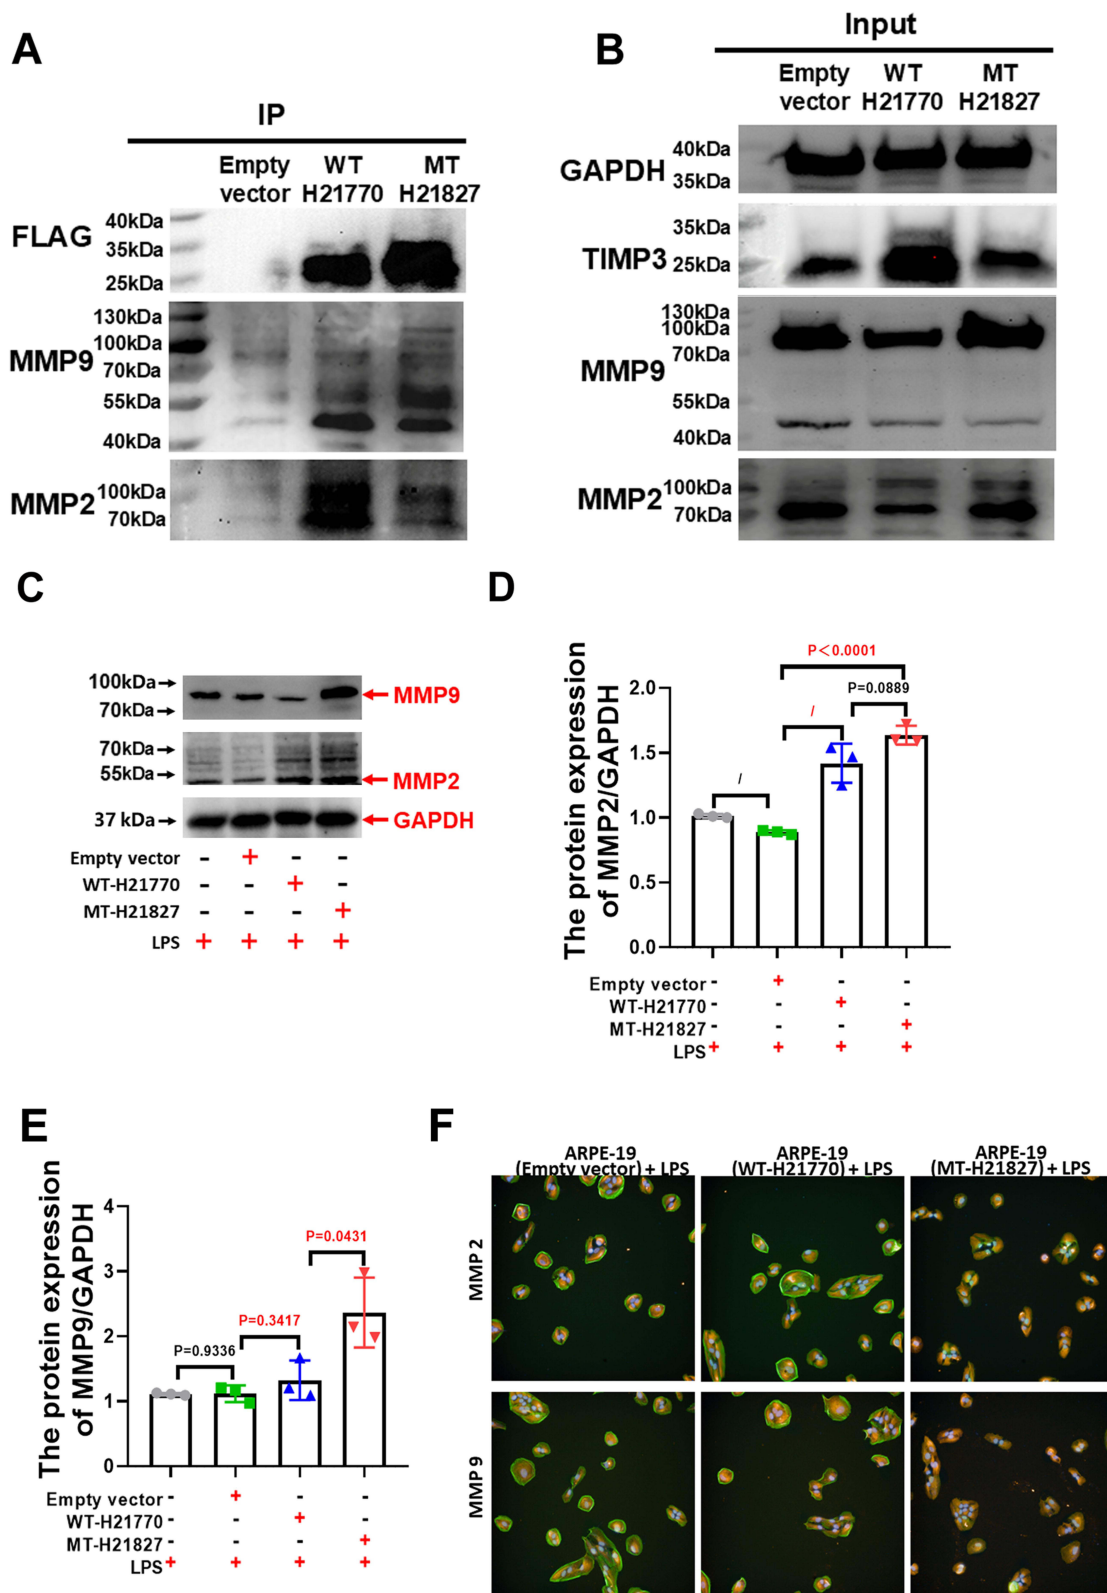 A
IP
Empty vector
WT H21770
MT H21827
FLAG
40kDa
35kDa
25kDa
MMP9
130kDa
100kDa
70kDa
55kDa
40kDa
MMP2
100kDa
70kDa
B
Input
Empty vector
WT H21770
MT H21827
GAPDH
40kDa
35kDa
TIMP3
35kDa
25kDa
MMP9
130kDa
100kDa
70kDa
55kDa
40kDa
MMP2
100kDa
70kDa
C
100kDa
70kDa
MMP9
70kDa
55kDa
MMP2
37 kDa
GAPDH
Empty vector - + - -
WT-H21770 - - + -
MT-H21827 - - - +
LPS + + + +
D
The protein expression
of MMP2/GAPDH
2.0
1.5
1.0
0.5
0.0
P<0.0001
P=0.0889
/
/
Empty vector - + - -
WT-H21770 - - + -
MT-H21827 - - - +
LPS + + + +
E
The protein expression
of MMP9/GAPDH
4
3
2
1
0
P=0.0431
P=0.3417
P=0.9336
Empty vector - + - -
WT-H21770 - - + -
MT-H21827 - - - +
LPS + + + +
F
ARPE-19
(Empty vector) + LPS
ARPE-19
(WT-H21770) + LPS
ARPE-19
(MT-H21827) + LPS
MMP 2
MMP 9